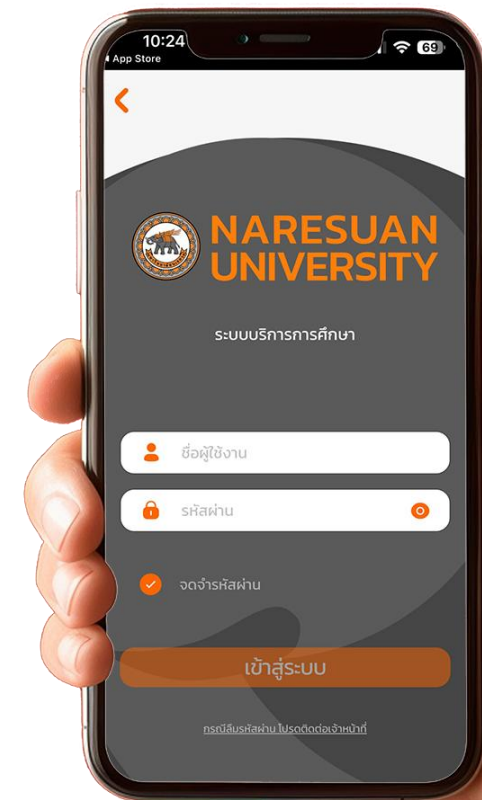 10:24
69
App Store
NARESUAN
UNIVERSITY
ระบบบริการการศึกษา
ชื่อผู้ใช้งาน
รหัสผ่าน
จดจำรหัสผ่าน
เข้าสู่ระบบ
กรณีลืมรหัสผ่าน โปรดติดต่อเจ้าหน้าที่